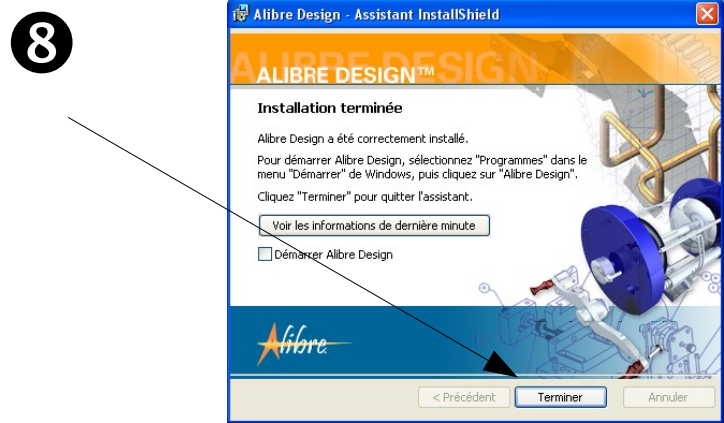 8
Alibre Design - Assistant InstallShield
ALIBRE DESIGN
ALIBRE DESIGN™
Installation terminée
Alibre Design a été correctement installé.
Pour démarrer Alibre Design, sélectionnez "Programmes" dans le
menu "Démarrer" de Windows, puis cliquez sur "Alibre Design".
Cliquez "Terminer" pour quitter l'assistant.
Voir les informations de dernière minute
Démarrer Alibre Design
Alibre
< Précédent Terminer Annuler